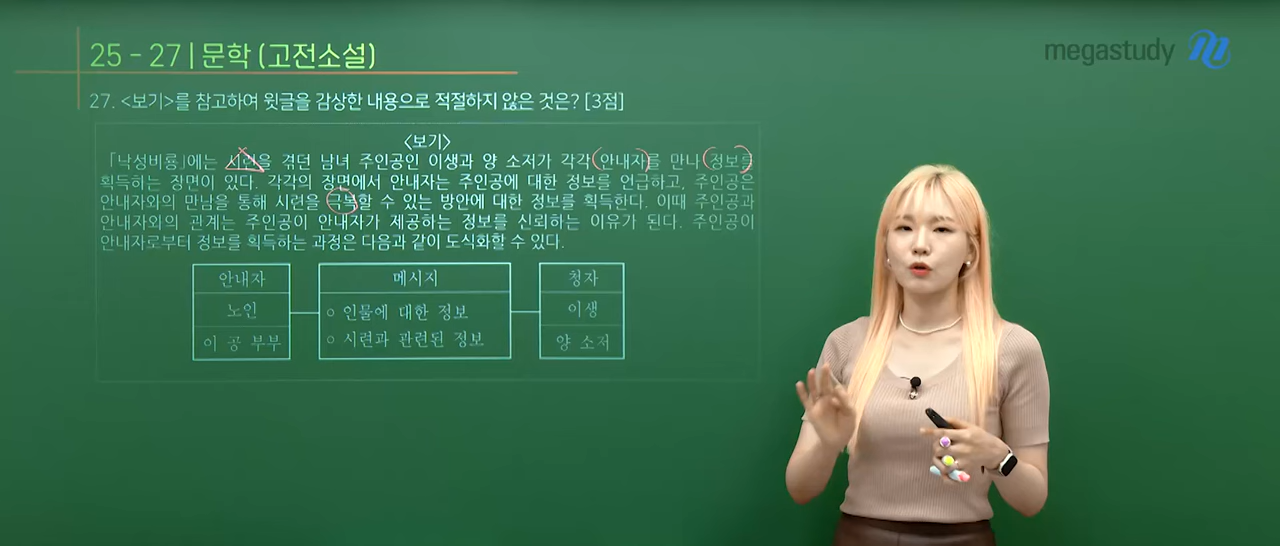 25 - 27 | 문학 (고전소설)
megastudy
27. <보기>를 참고하여 윗글을 감상한 내용으로 적절하지 않은 것은? [3점]
<보기>
「낙성비룡」에는 시련을 겪던 남녀 주인공인 이생과 양 소저가 각각 안내자를 만나 정보를
획득하는 장면이 있다. 각각의 장면에서 안내자는 주인공에 대한 정보를 언급하고, 주인공은
안내자와의 만남을 통해 시련을 극복할 수 있는 방안에 대한 정보를 획득한다. 이때 주인공과
안내자와의 관계는 주인공이 안내자가 제공하는 정보를 신뢰하는 이유가 된다. 주인공이
안내자로부터 정보를 획득하는 과정은 다음과 같이 도식화할 수 있다.
안내자 메시지 청자
노인 ○ 인물에 대한 정보 이생
이 공 부부 ○ 시련과 관련된 정보 양 소저